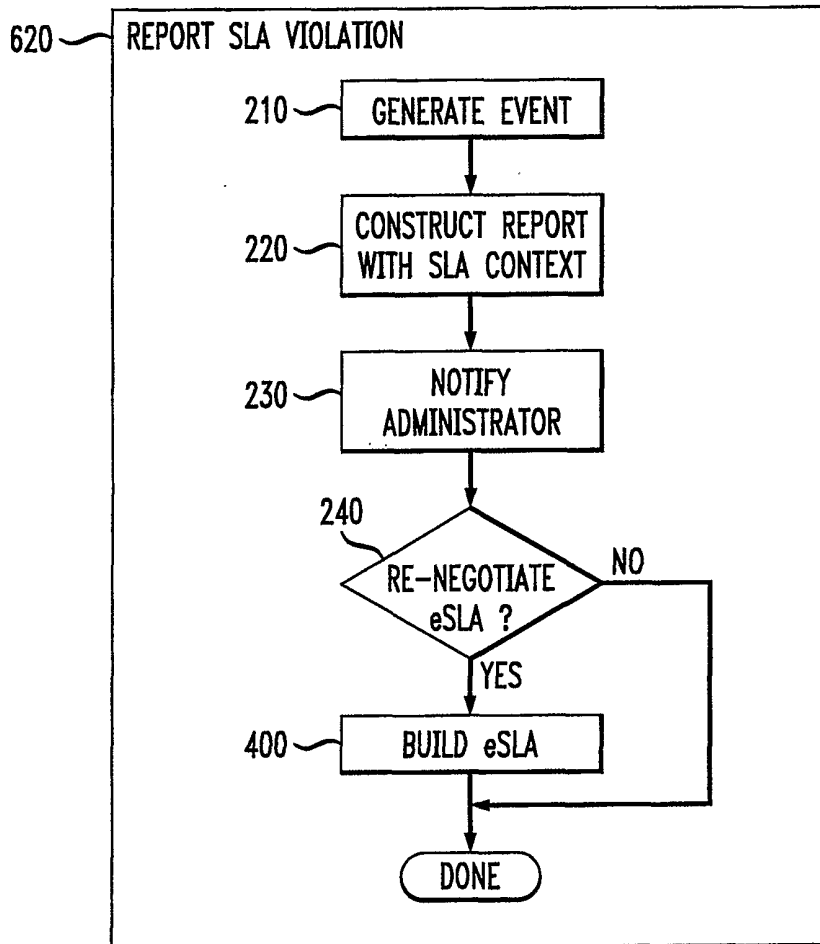 620 REPORT SLA VIOLATION
210 GENERATE EVENT
CONSTRUCT REPORT
220 WITH SLA CONTEXT
NOTIFY
230 ADMINISTRATOR
240
RE-NEGOTIATE NO
eSLA ?
YES
400 BUILD eSLA
DONE